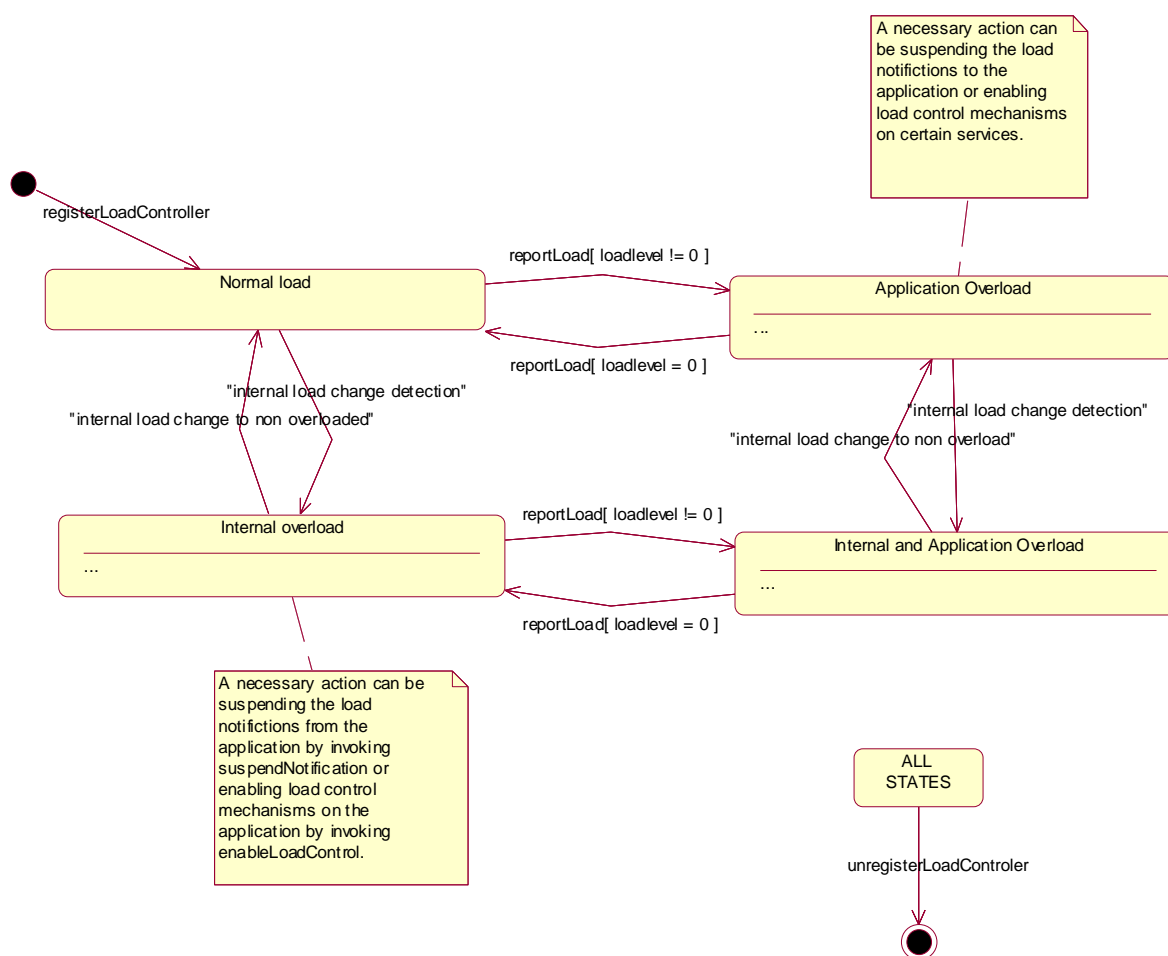 A necessary action can
be suspending the load
notifictions to the
application or enabling
load control mechanisms
on certain services.
registerLoadController
reportLoad[ loadlevel != 0 ]
Normal load
Application Overload
...
reportLoad[ loadlevel = 0 ]
"internal load change detection"
"internal load change to non overloaded"
"internal load change detection"
"internal load change to non overload"
reportLoad[ loadlevel != 0 ]
Internal overload
...
Internal and Application Overload
...
reportLoad[ loadlevel = 0 ]
A necessary action can be
suspending the load
notifictions from the
application by invoking
suspendNotification or
enabling load control
mechanisms on the
application by invoking
enableLoadControl.
ALL
STATES
unregisterLoadControler